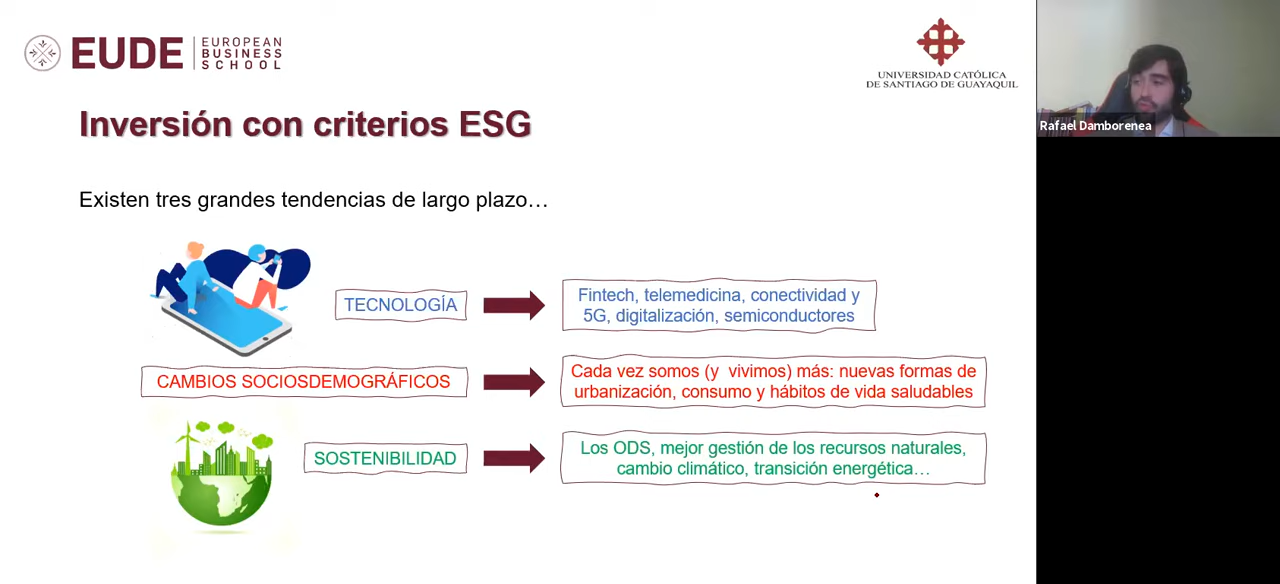 EUDE
EUROPEAN
BUSINESS
SCHOOL
UNIVERSIDAD CATÓLICA
DE SANTIAGO DE GUAYAQUIL
Rafael Damborenea
Inversión con criterios ESG
Existen tres grandes tendencias de largo plazo…
TECNOLOGÍA
Fintech, telemedicina, conectividad y
5G, digitalización, semiconductores
CAMBIOS SOCIOSDEMOGRÁFICOS
Cada vez somos (y vivimos) más: nuevas formas de
urbanización, consumo y hábitos de vida saludables
SOSTENIBILIDAD
Los ODS, mejor gestión de los recursos naturales,
cambio climático, transición energética…